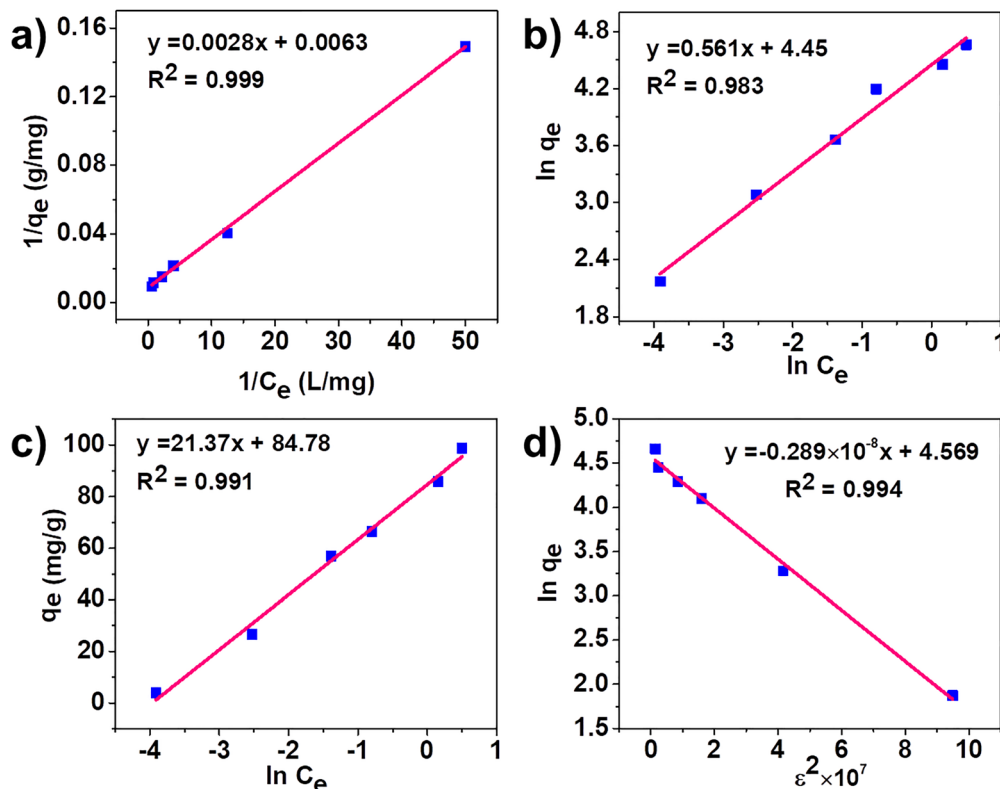 a)
y =0.0028x + 0.0063
R² = 0.999
0.16
0.12
0.08
0.04
0.00
1/qₑ (g/mg)
0 10 20 30 40 50
1/Cₑ (L/mg)
b)
y =0.561x + 4.45
R² = 0.983
4.8
4.2
3.6
3.0
2.4
1.8
ln qₑ
-4 -3 -2 -1 0 1
ln Cₑ
c)
y =21.37x + 84.78
R² = 0.991
100
80
60
40
20
0
qₑ (mg/g)
-4 -3 -2 -1 0 1
ln Cₑ
d)
y =-0.289×10⁻⁸x + 4.569
R² = 0.994
5.0
4.5
4.0
3.5
3.0
2.5
2.0
1.5
ln qₑ
0 2 4 6 8 10
ε²×10⁷